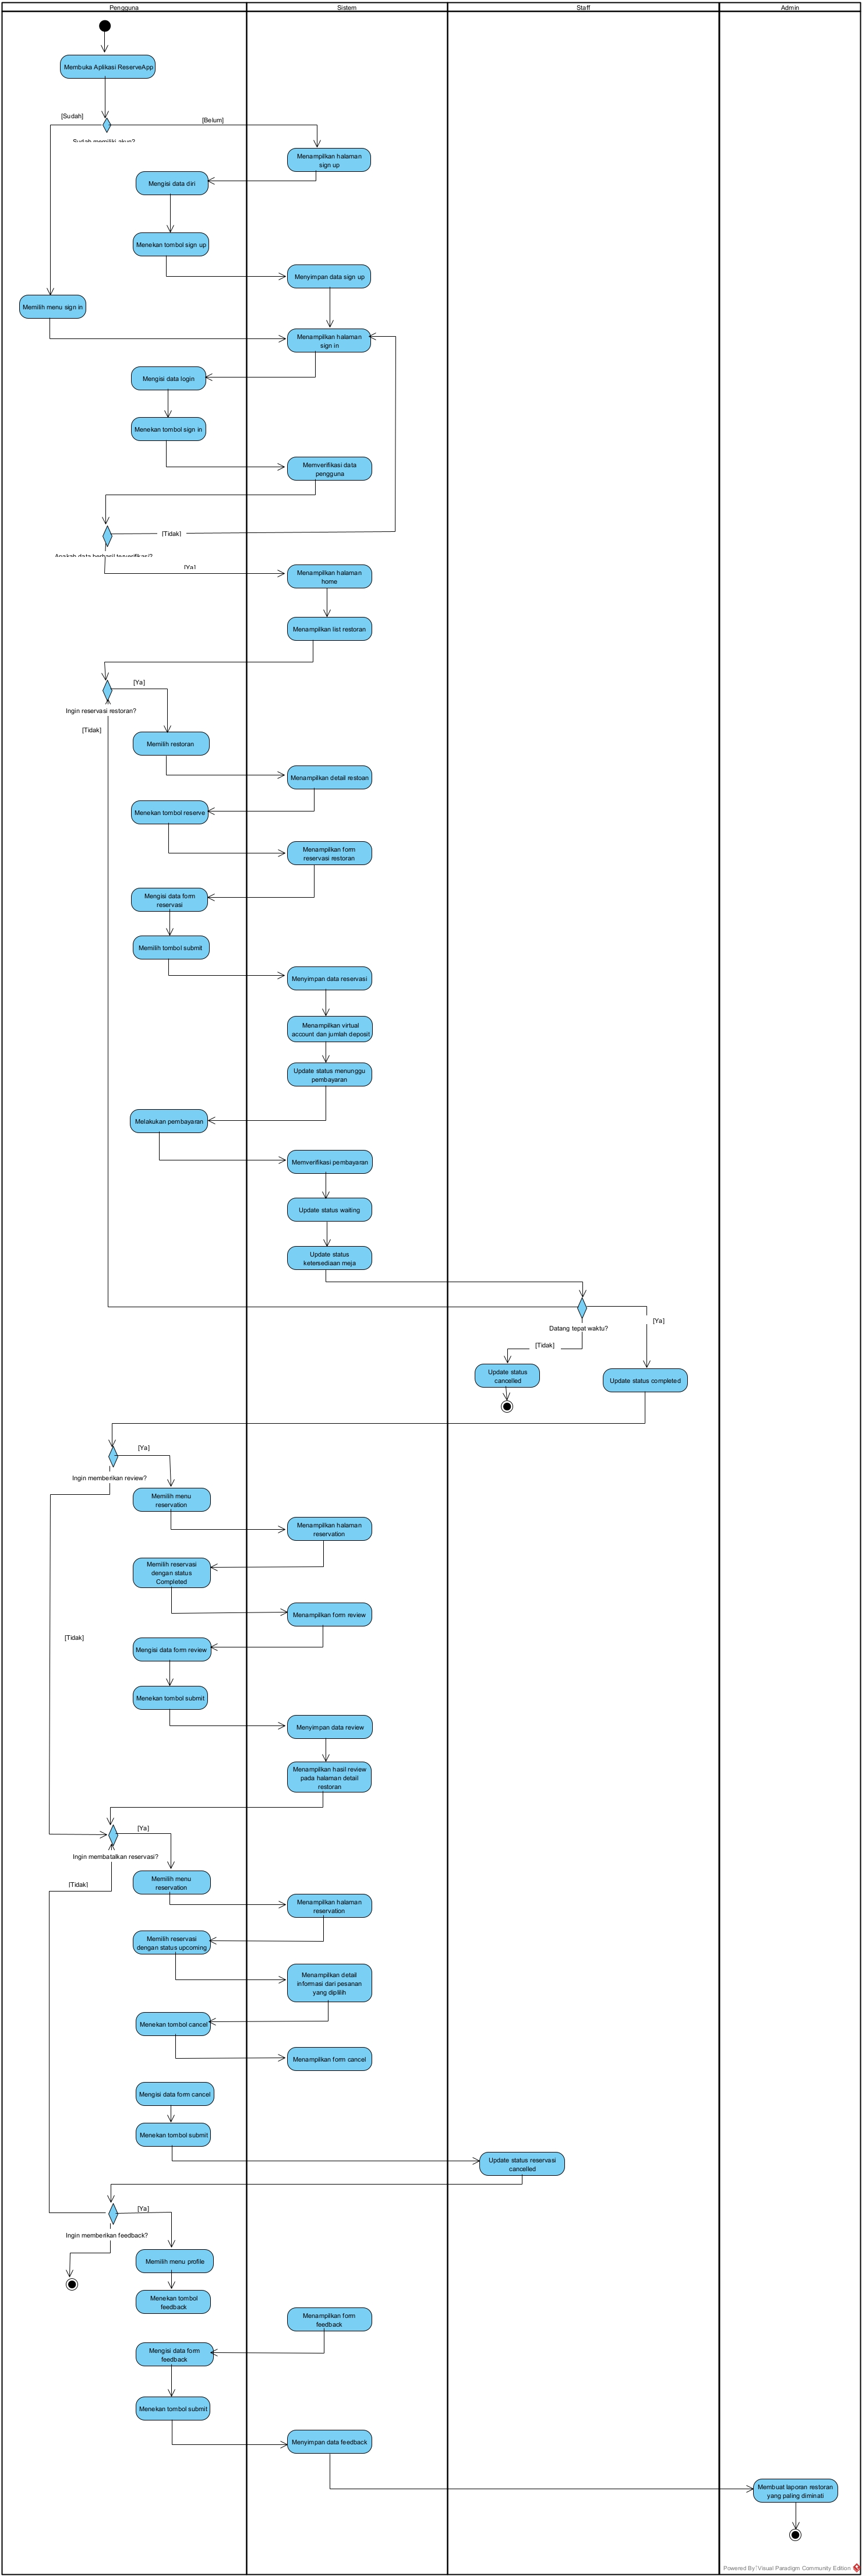 Pengguna
Sistem
Staff
Admin
Membuka Aplikasi ReserveApp
[Sudah]
[Belum]
Sudah memiliki akun?
Menampilkan halaman
sign up
Mengisi data diri
Menekan tombol sign up
Menyimpan data sign up
Memilih menu sign in
Menampilkan halaman
sign in
Mengisi data login
Menekan tombol sign in
Memverifikasi data
pengguna
[Tidak]
Apakah data berhasil terverifikasi?
[Ya]
Menampilkan halaman
home
Menampilkan list restoran
[Ya]
Ingin reservasi restoran?
[Tidak]
Memilih restoran
Menampilkan detail restoan
Menekan tombol reserve
Menampilkan form
reservasi restoran
Mengisi data form
reservasi
Memilih tombol submit
Menyimpan data reservasi
Menampilkan virtual
account dan jumlah deposit
Update status menunggu
pembayaran
Melakukan pembayaran
Memverifikasi pembayaran
Update status waiting
Update status
ketersediaan meja
[Ya]
Datang tepat waktu?
[Tidak]
Update status
cancelled
Update status completed
[Ya]
Ingin memberikan review?
Memilih menu
reservation
Menampilkan halaman
reservation
Memilih reservasi
dengan status
Completed
Menampilkan form review
[Tidak]
Mengisi data form review
Menekan tombol submit
Menyimpan data review
Menampilkan hasil review
pada halaman detail
restoran
[Ya]
Ingin membatalkan reservasi?
Memilih menu
reservation
[Tidak]
Menampilkan halaman
reservation
Memilih reservasi
dengan status upcoming
Menampilkan detail
informasi dari pesanan
yang diplilih
Menekan tombol cancel
Menampilkan form cancel
Mengisi data form cancel
Menekan tombol submit
Update status reservasi
cancelled
[Ya]
Ingin memberikan feedback?
Memilih menu profile
Menekan tombol
feedback
Menampilkan form
feedback
Mengisi data form
feedback
Menekan tombol submit
Menyimpan data feedback
Membuat laporan restoran
yang paling diminati
Powered By Visual Paradigm Community Edition